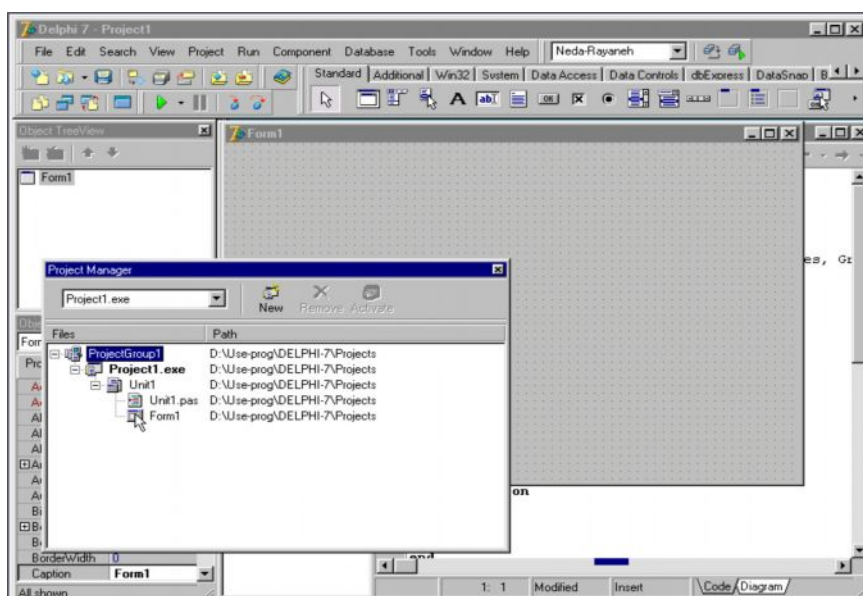 Delphi 7 - Project1
File Edit Search View Project Run Component Database Tools Window Help
Neda-Rayaneh
Standard Additional Win32 System Data Access Data Controls dbExpress DataSnap B
Object TreeView
Form1
Form1
es, Gr
Project Manager
Project1.exe
New Remove Activate
Files Path
ProjectGroup1 D:\Use-prog\DELPHI-7\Projects
Project1.exe D:\Use-prog\DELPHI-7\Projects
Unit1 D:\Use-prog\DELPHI-7\Projects
Unit1.pas D:\Use-prog\DELPHI-7\Projects
Form1 D:\Use-prog\DELPHI-7\Projects
on
end
BorderWidth 0
Caption Form1
All shown
1: 1 Modified Insert Code Diagram